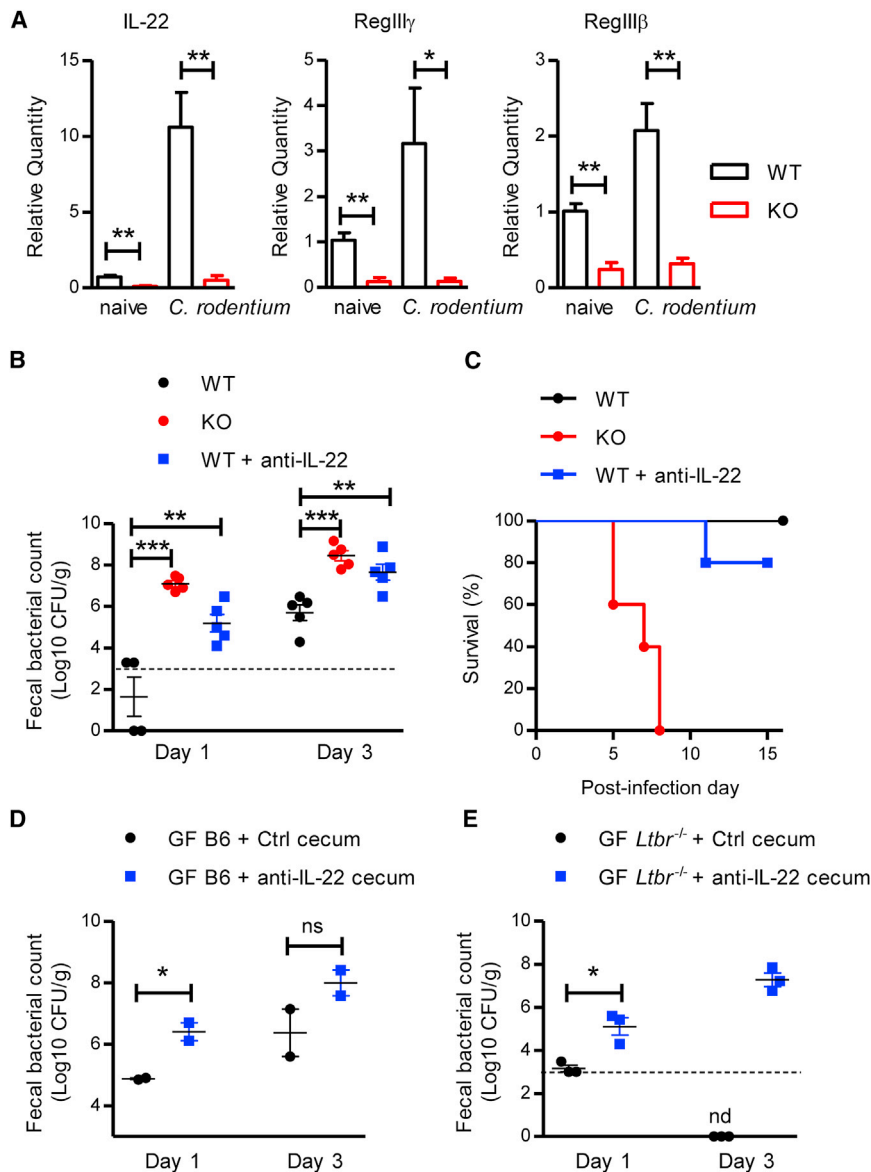 A
IL-22
RegIIIγ
RegIIIβ
Relative Quantity
15
10
5
0
**
**
naive
C. rodentium
Relative Quantity
5
4
3
2
1
0
**
*
naive
C. rodentium
Relative Quantity
3
2
1
0
**
**
naive
C. rodentium
WT
KO
B
WT
KO
WT + anti-IL-22
Fecal bacterial count
(Log10 CFU/g)
10
8
6
4
2
0
**
***
**
***
Day 1
Day 3
C
WT
KO
WT + anti-IL-22
Survival (%)
100
80
60
40
20
0
0
5
10
15
Post-infection day
D
GF B6 + Ctrl cecum
GF B6 + anti-IL-22 cecum
Fecal bacterial count
(Log10 CFU/g)
10
8
6
4
*
ns
Day 1
Day 3
E
GF Ltbr-/- + Ctrl cecum
GF Ltbr-/- + anti-IL-22 cecum
Fecal bacterial count
(Log10 CFU/g)
10
8
6
4
2
0
*
nd
Day 1
Day 3